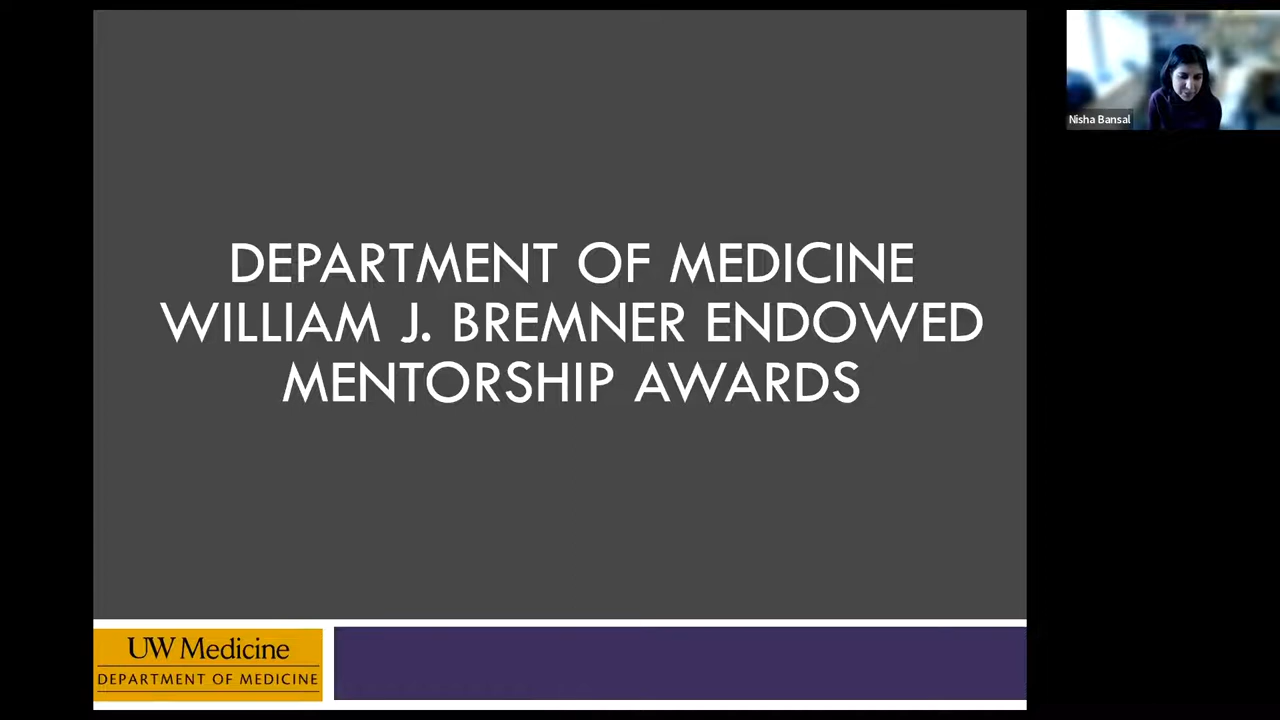 DEPARTMENT OF MEDICINE
WILLIAM J. BREMNER ENDOWED
MENTORSHIP AWARDS
Nisha Bansal
UW Medicine
DEPARTMENT OF MEDICINE